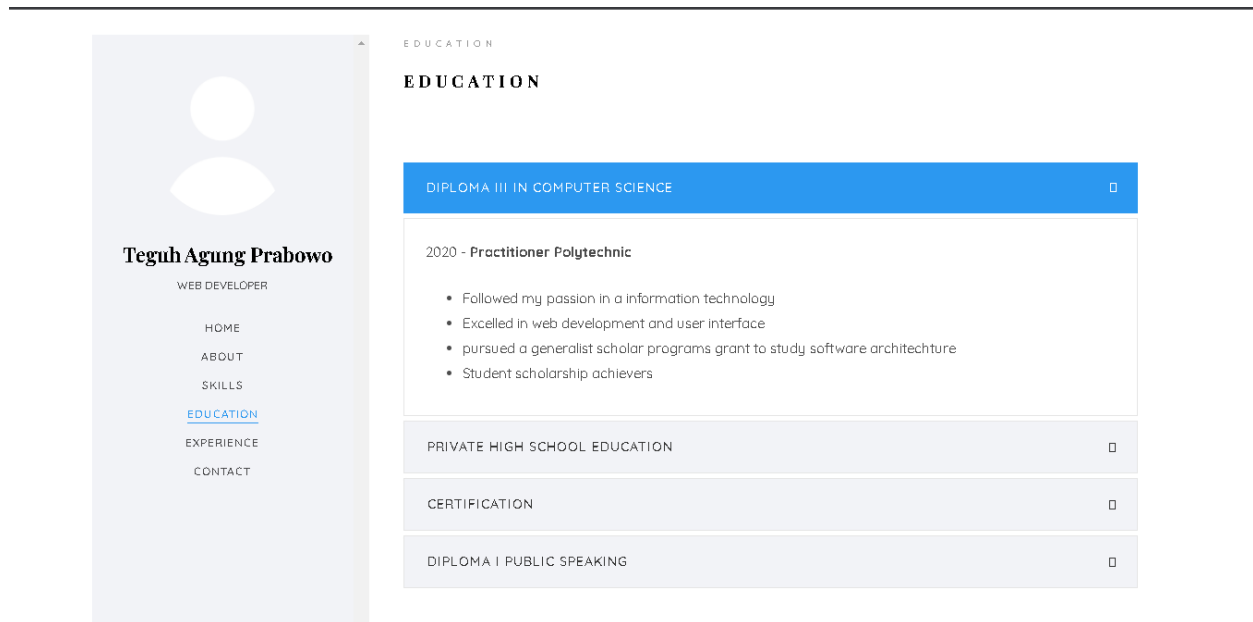 Teguh Agung Prabowo
WEB DEVELOPER
HOME
ABOUT
SKILLS
EDUCATION
EXPERIENCE
CONTACT
EDUCATION
EDUCATION
DIPLOMA III IN COMPUTER SCIENCE
2020 - Practitioner Polytechnic
• Followed my passion in a information technology
• Excelled in web development and user interface
• pursued a generalist scholar programs grant to study software architechture
• Student scholarship achievers
PRIVATE HIGH SCHOOL EDUCATION
CERTIFICATION
DIPLOMA I PUBLIC SPEAKING